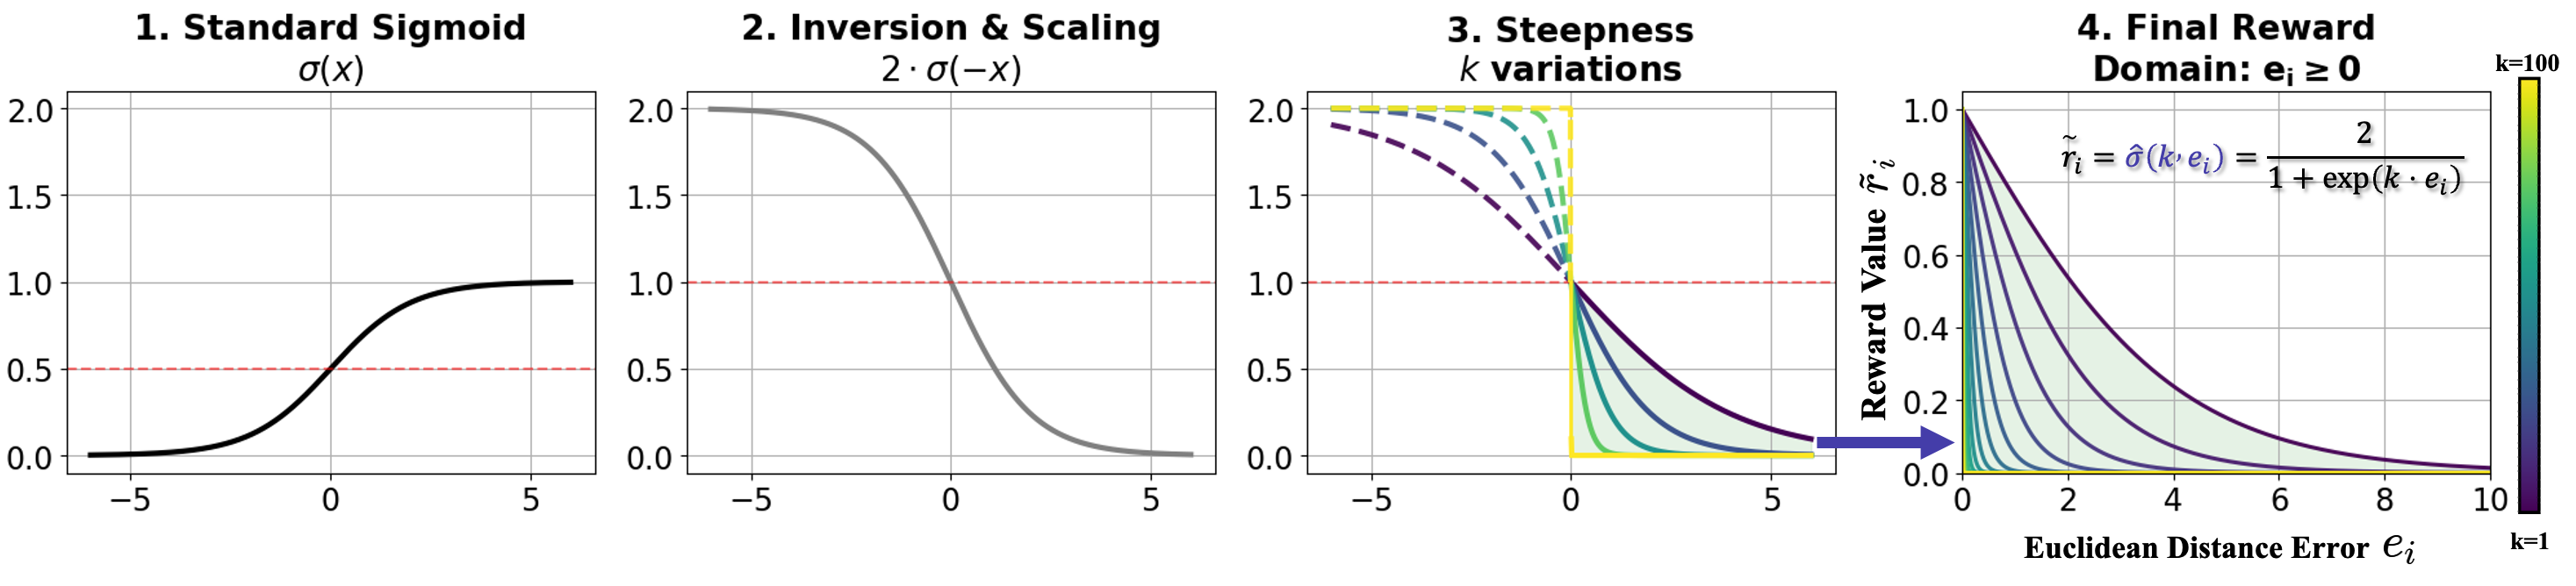 1. Standard Sigmoid
σ(x)
2.0
1.5
1.0
0.5
0.0
−5 0 5
2. Inversion & Scaling
2 · σ(−x)
2.0
1.5
1.0
0.5
0.0
−5 0 5
3. Steepness
k variations
2.0
1.5
1.0
0.5
0.0
−5 0 5
4. Final Reward
Domain: eᵢ ≥ 0
Reward Value r̃ᵢ
1.0
0.8
0.6
0.4
0.2
0.0
r̃ᵢ = σ̂(k· eᵢ) = 2 / 1 + exp(k · eᵢ)
0 2 4 6 8 10
Euclidean Distance Error eᵢ
k=100
k=1